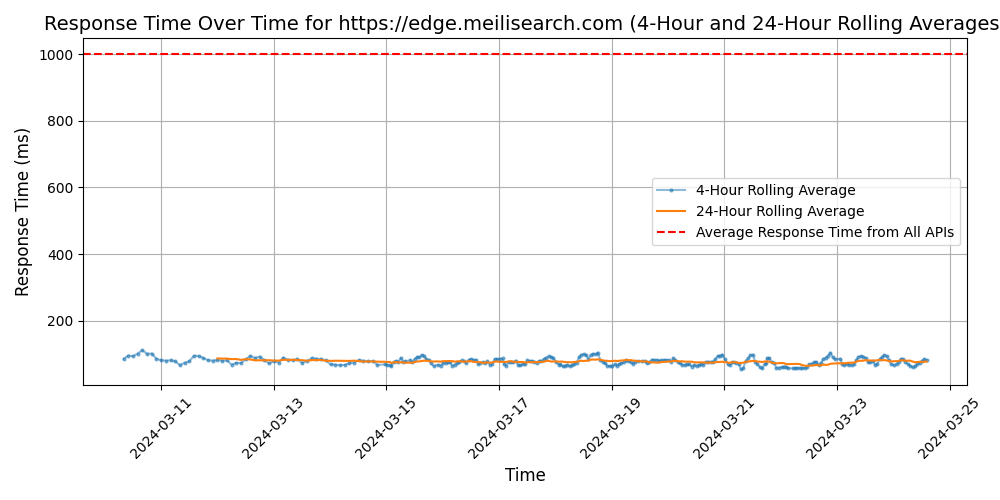 Response Time Over Time for https://edge.meilisearch.com (4-Hour and 24-Hour Rolling Averages
Response Time (ms)
1000
800
600
400
200
4-Hour Rolling Average
24-Hour Rolling Average
Average Response Time from All APIs
2024-03-11
2024-03-13
2024-03-15
2024-03-17
2024-03-19
2024-03-21
2024-03-23
2024-03-25
Time